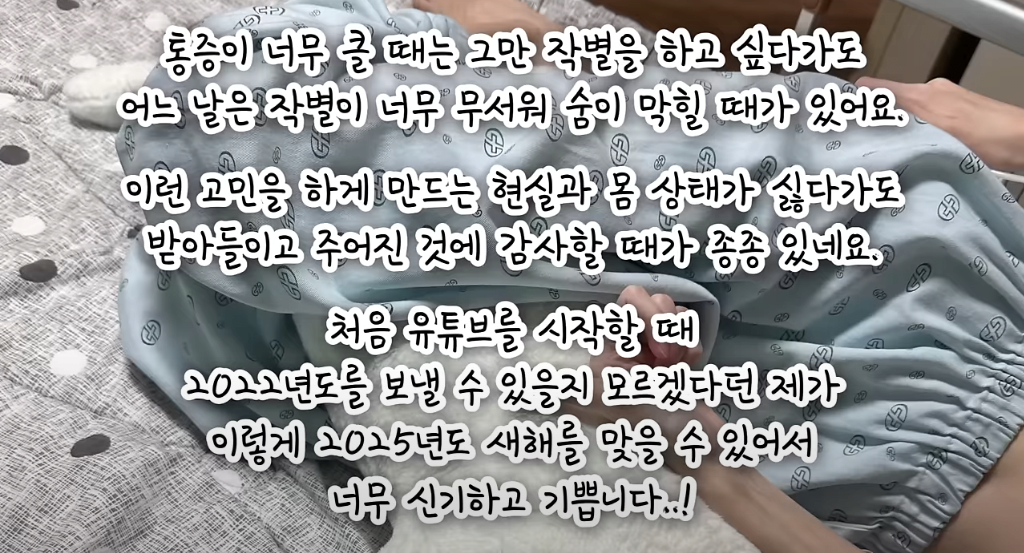 통증이 너무 클 때는 그만 작별을 하고 싶다가도
어느 날은 작별이 너무 무서워 숨이 막힐 때가 있어요.
이런 고민을 하게 만드는 현실과 몸 상태가 싫다가도
받아들이고 주어진 것에 감사할 때가 종종 있네요.
처음 유튜브를 시작할 때
2022년도를 보낼 수 있을지 모르겠다던 제가
이렇게 2025년도 새해를 맞을 수 있어서
너무 신기하고 기쁩니다..!